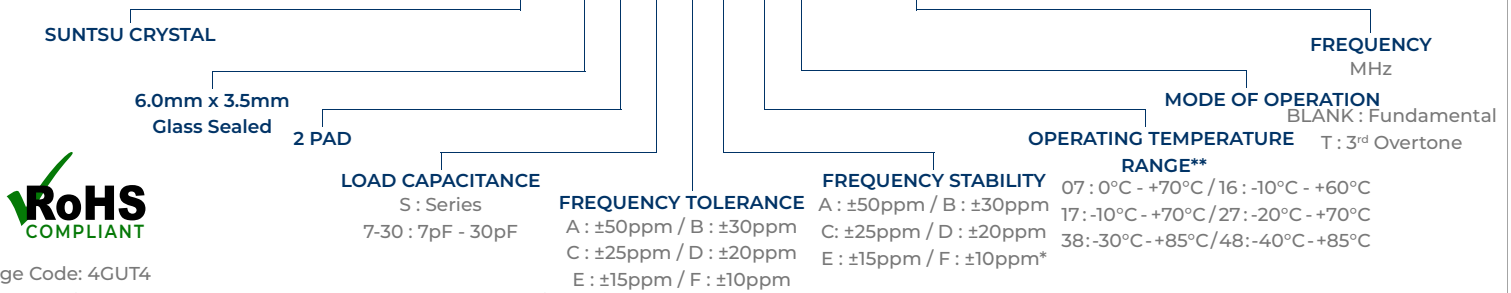 SUNTSU CRYSTAL
6.0mm x 3.5mm
Glass Sealed
2 PAD
LOAD CAPACITANCE
S : Series
7-30 : 7pF - 30pF
FREQUENCY TOLERANCE
A : ±50ppm / B : ±30ppm
C : ±25ppm / D : ±20ppm
E : ±15ppm / F : ±10ppm
FREQUENCY STABILITY
A : ±50ppm / B : ±30ppm
C: ±25ppm / D : ±20ppm
E : ±15ppm / F : ±10ppm*
OPERATING TEMPERATURE
RANGE**
07 : 0°C - +70°C / 16 : -10°C - +60°C
17 : -10°C - +70°C / 27 : -20°C - +70°C
38 : -30°C - +85°C / 48 : -40°C - +85°C
MODE OF OPERATION
BLANK : Fundamental
T : 3rd Overtone
FREQUENCY
MHz
RoHS
COMPLIANT
ge Code: 4GUT4